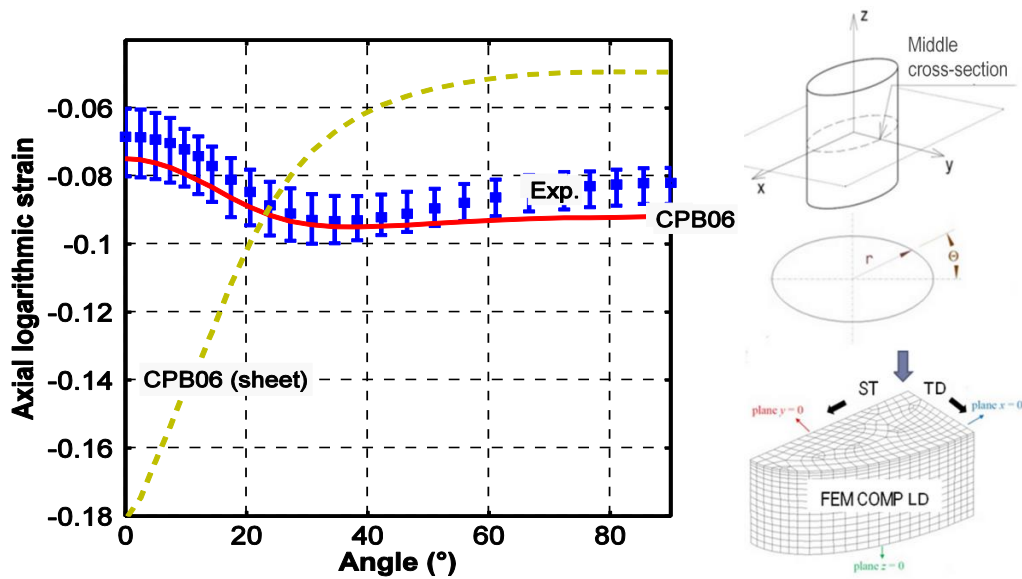 Axial logarithmic strain
-0.06
-0.08
-0.1
-0.12
-0.14
-0.16
-0.18
0
20
40
60
80
Angle (°)
Exp.
CPB06
CPB06 (sheet)
z
Middle
cross-section
x
y
r
Θ
ST
TD
plane y = 0
plane x = 0
FEM COMP LD
plane z = 0